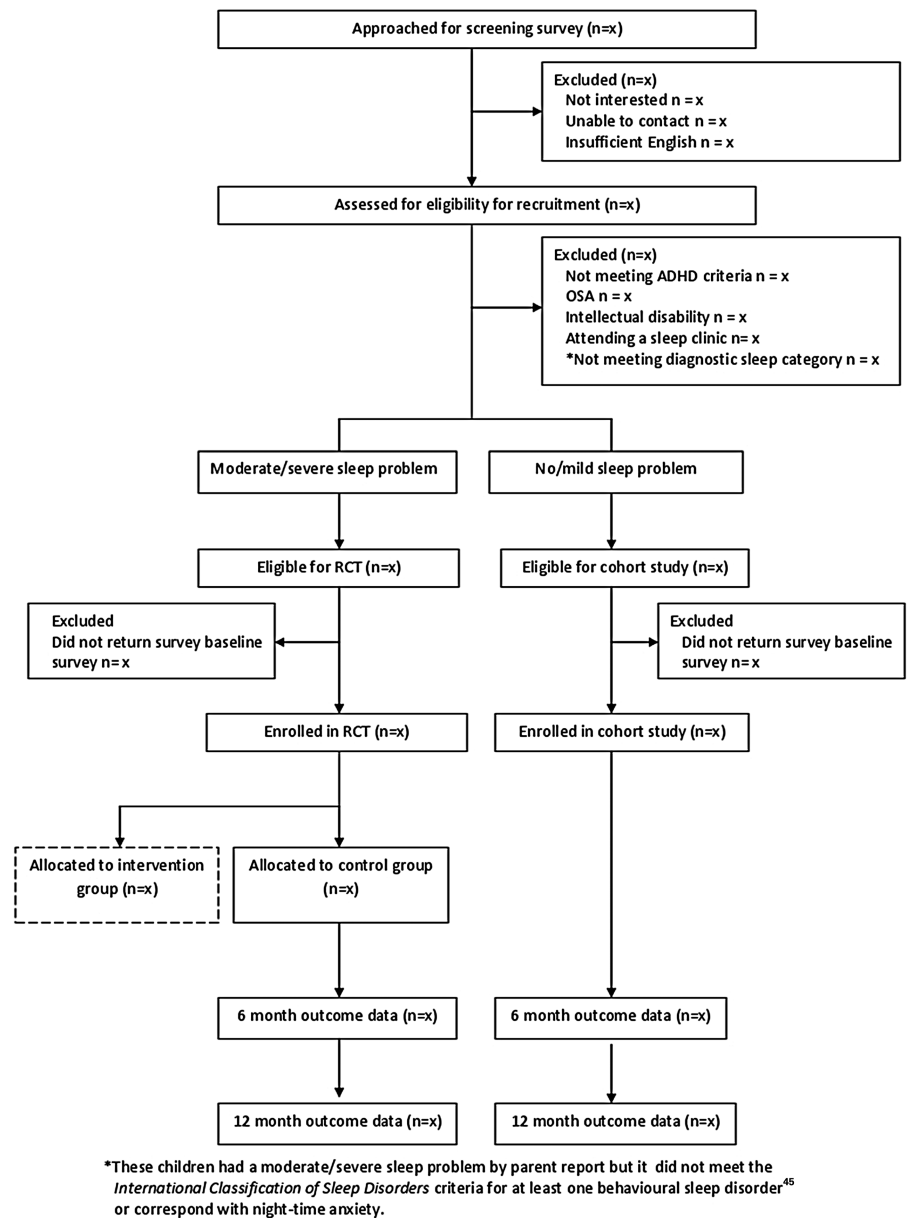 Approached for screening survey (n=x)
Excluded (n=x)
Not interested n = x
Unable to contact n = x
Insufficient English n = x
Assessed for eligibility for recruitment (n=x)
Excluded (n=x)
Not meeting ADHD criteria n = x
OSA n = x
Intellectual disability n = x
Attending a sleep clinic n= x
*Not meeting diagnostic sleep category n = x
Moderate/severe sleep problem
No/mild sleep problem
Eligible for RCT (n=x)
Eligible for cohort study (n=x)
Excluded
Did not return survey baseline
survey n= x
Excluded
Did not return survey baseline
survey n= x
Enrolled in RCT (n=x)
Enrolled in cohort study (n=x)
Allocated to intervention
group (n=x)
Allocated to control group
(n=x)
6 month outcome data (n=x)
6 month outcome data (n=x)
12 month outcome data (n=x)
12 month outcome data (n=x)
*These children had a moderate/severe sleep problem by parent report but it did not meet the
International Classification of Sleep Disorders criteria for at least one behavioural sleep disorder45
or correspond with night-time anxiety.